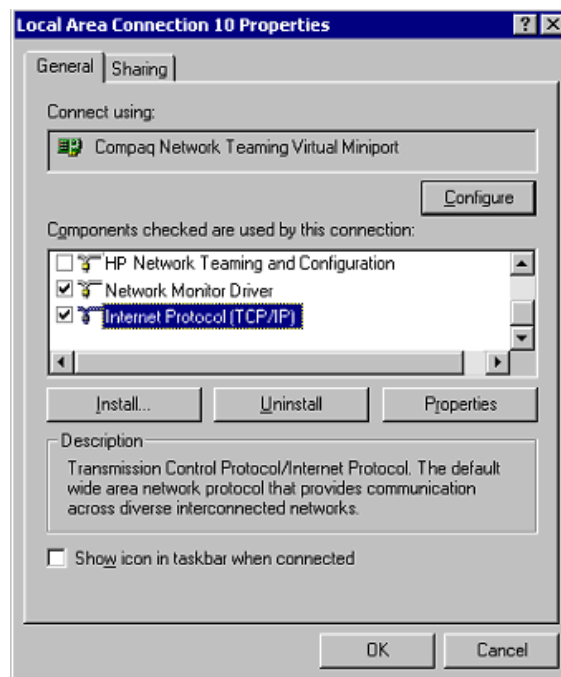 Local Area Connection 10 Properties
General Sharing
Connect using:
Compaq Network Teaming Virtual Miniport
Configure
Components checked are used by this connection:
HP Network Teaming and Configuration
Network Monitor Driver
Internet Protocol (TCP/IP)
Install... Uninstall Properties
Description
Transmission Control Protocol/Internet Protocol. The default
wide area network protocol that provides communication
across diverse interconnected networks.
Show icon in taskbar when connected
OK Cancel